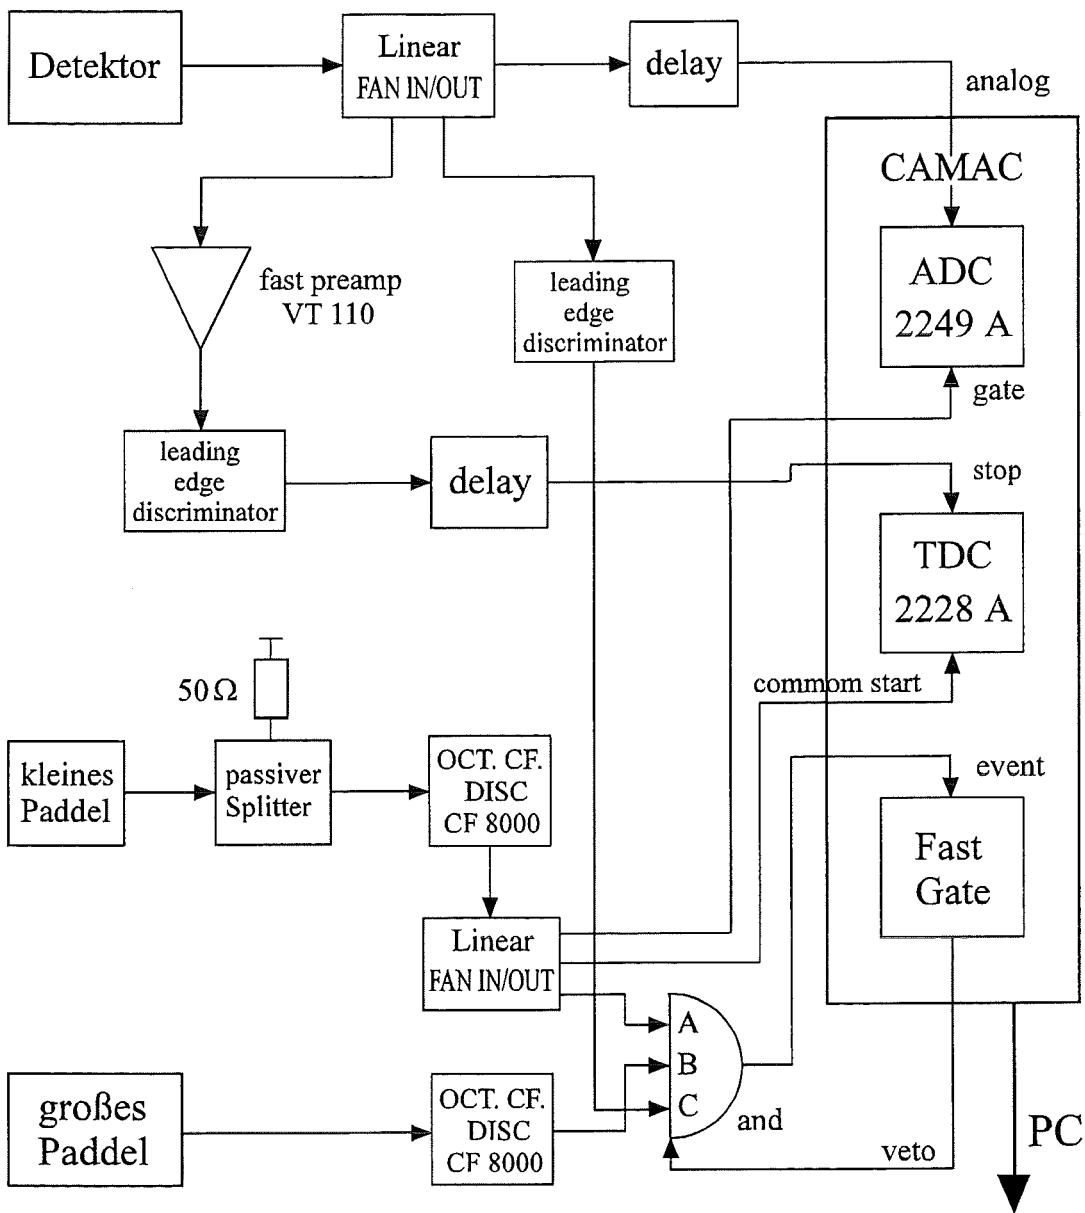 Detektor
Linear
FAN IN/OUT
delay
analog
CAMAC
ADC
2249 A
gate
fast preamp
VT 110
leading
edge
discriminator
leading
edge
discriminator
delay
stop
TDC
2228 A
commom start
50 Ω
kleines
Paddel
passiver
Splitter
OCT. CF.
DISC
CF 8000
event
Fast
Gate
Linear
FAN IN/OUT
A
B
C
and
veto
großes
Paddel
OCT. CF.
DISC
CF 8000
PC